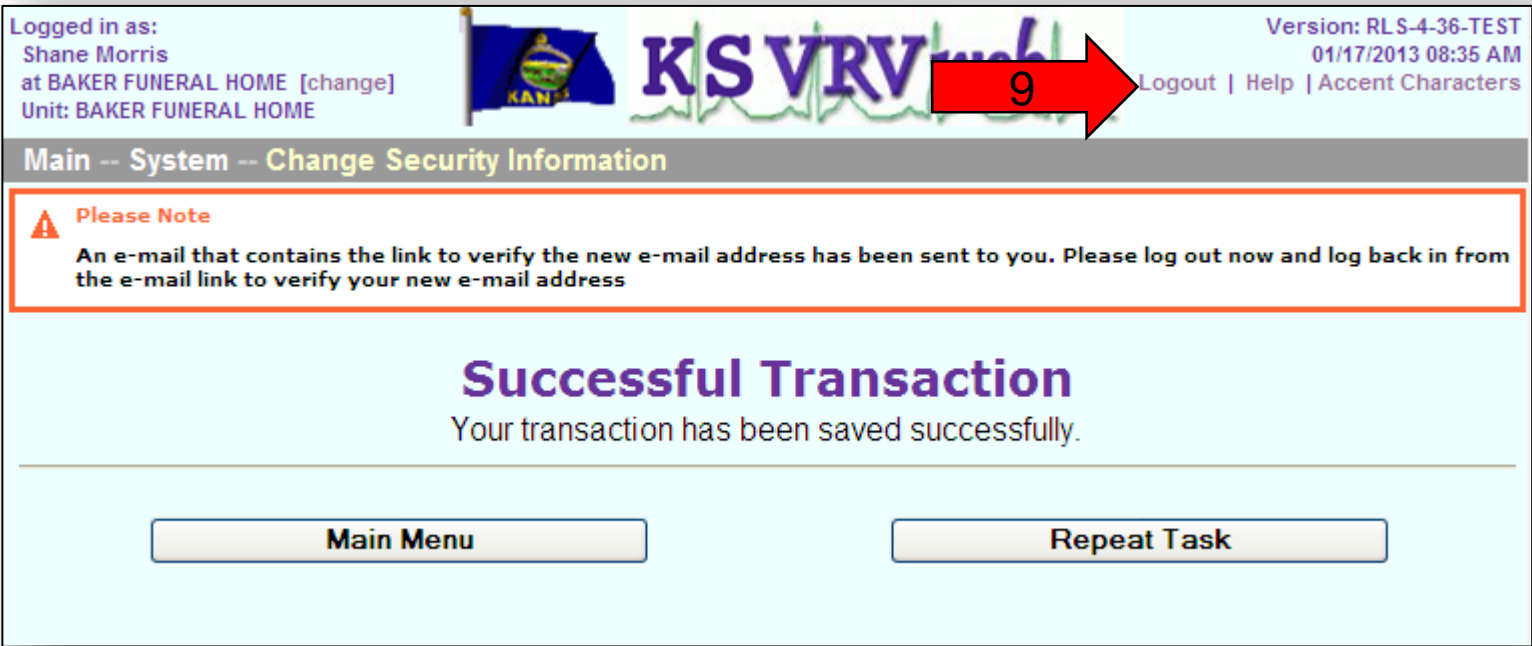 Logged in as:
Shane Morris
at BAKER FUNERAL HOME [change]
Unit: BAKER FUNERAL HOME
KANSAS
KS VRV web
9
Version: RLS-4-36-TEST
01/17/2013 08:35 AM
Logout | Help | Accent Characters
Main -- System -- Change Security Information
Please Note
An e-mail that contains the link to verify the new e-mail address has been sent to you. Please log out now and log back in from
the e-mail link to verify your new e-mail address
Successful Transaction
Your transaction has been saved successfully.
Main Menu
Repeat Task